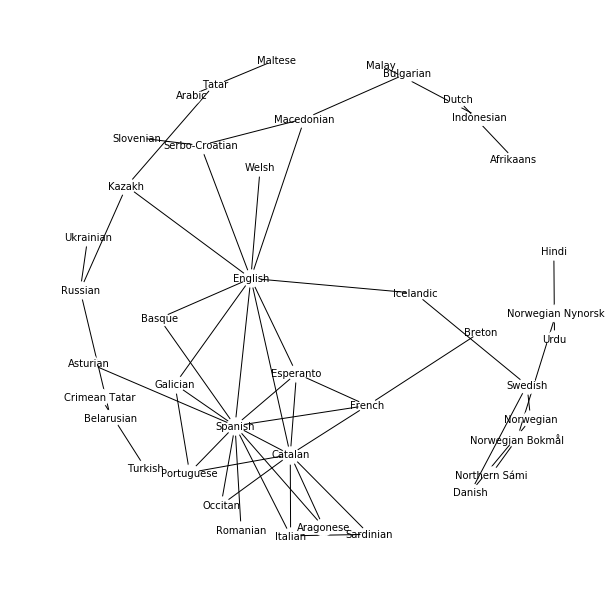 Maltese
Malay
Bulgarian
Tatar
Arabic
Dutch
Indonesian
Macedonian
Slovenian
Serbo-Croatian
Afrikaans
Welsh
Kazakh
Ukrainian
Hindi
English
Russian
Icelandic
Norwegian Nynorsk
Basque
Breton
Urdu
Asturian
Esperanto
Galician
Swedish
Crimean Tatar
French
Belarusian
Norwegian
Spanish
Norwegian Bokmål
Catalan
Turkish
Portuguese
Northern Sámi
Danish
Occitan
Romanian
Aragonese
Italian
Sardinian